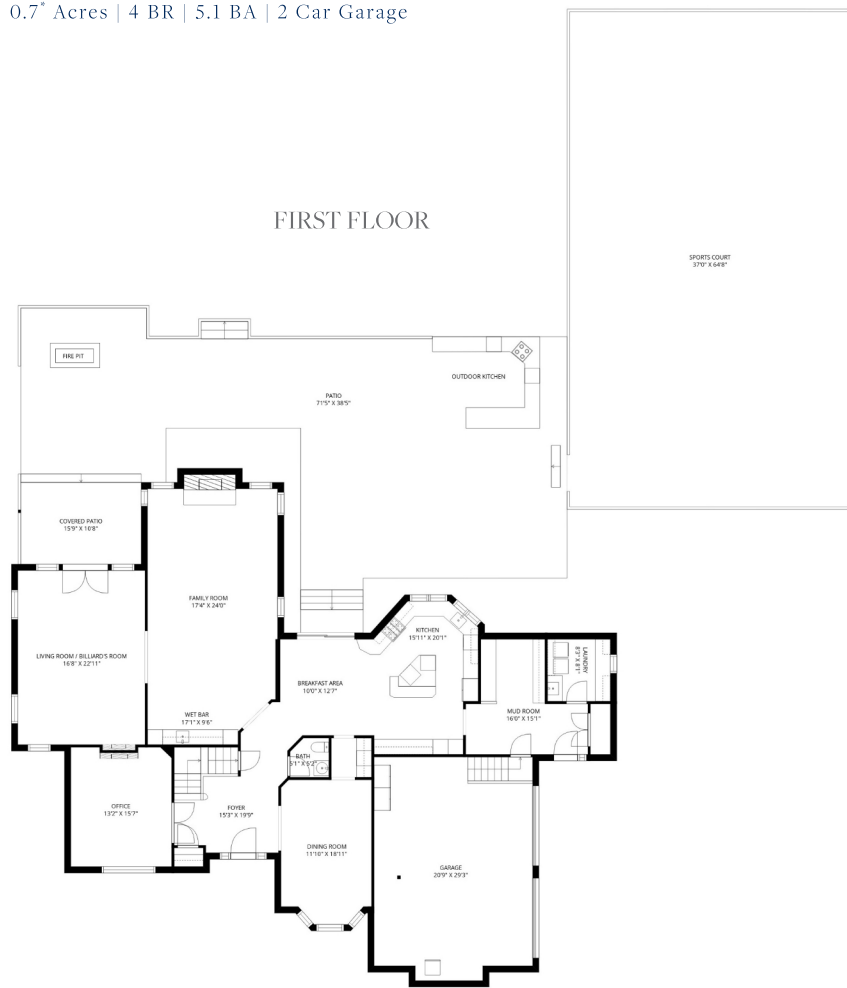 0.7* Acres | 4 BR | 5.1 BA | 2 Car Garage
FIRST FLOOR
SPORTS COURT
37'0" X 64'8"
FIRE PIT
OUTDOOR KITCHEN
PATIO
71'5" X 38'5"
COVERED PATIO
15'9" X 10'8"
FAMILY ROOM
17'4" X 24'0"
KITCHEN
15'11" X 20'1"
LIVING ROOM / BILLIARD'S ROOM
16'8" X 22'11"
LAUNDRY
8'3" X 8'1"
BREAKFAST AREA
10'0" X 12'7"
WET BAR
17'1" X 9'6"
MUD ROOM
16'0" X 15'1"
BATH
5'1" X 5'2"
OFFICE
13'2" X 15'7"
FOYER
15'3" X 19'9"
DINING ROOM
11'10" X 18'11"
GARAGE
20'9" X 29'3"